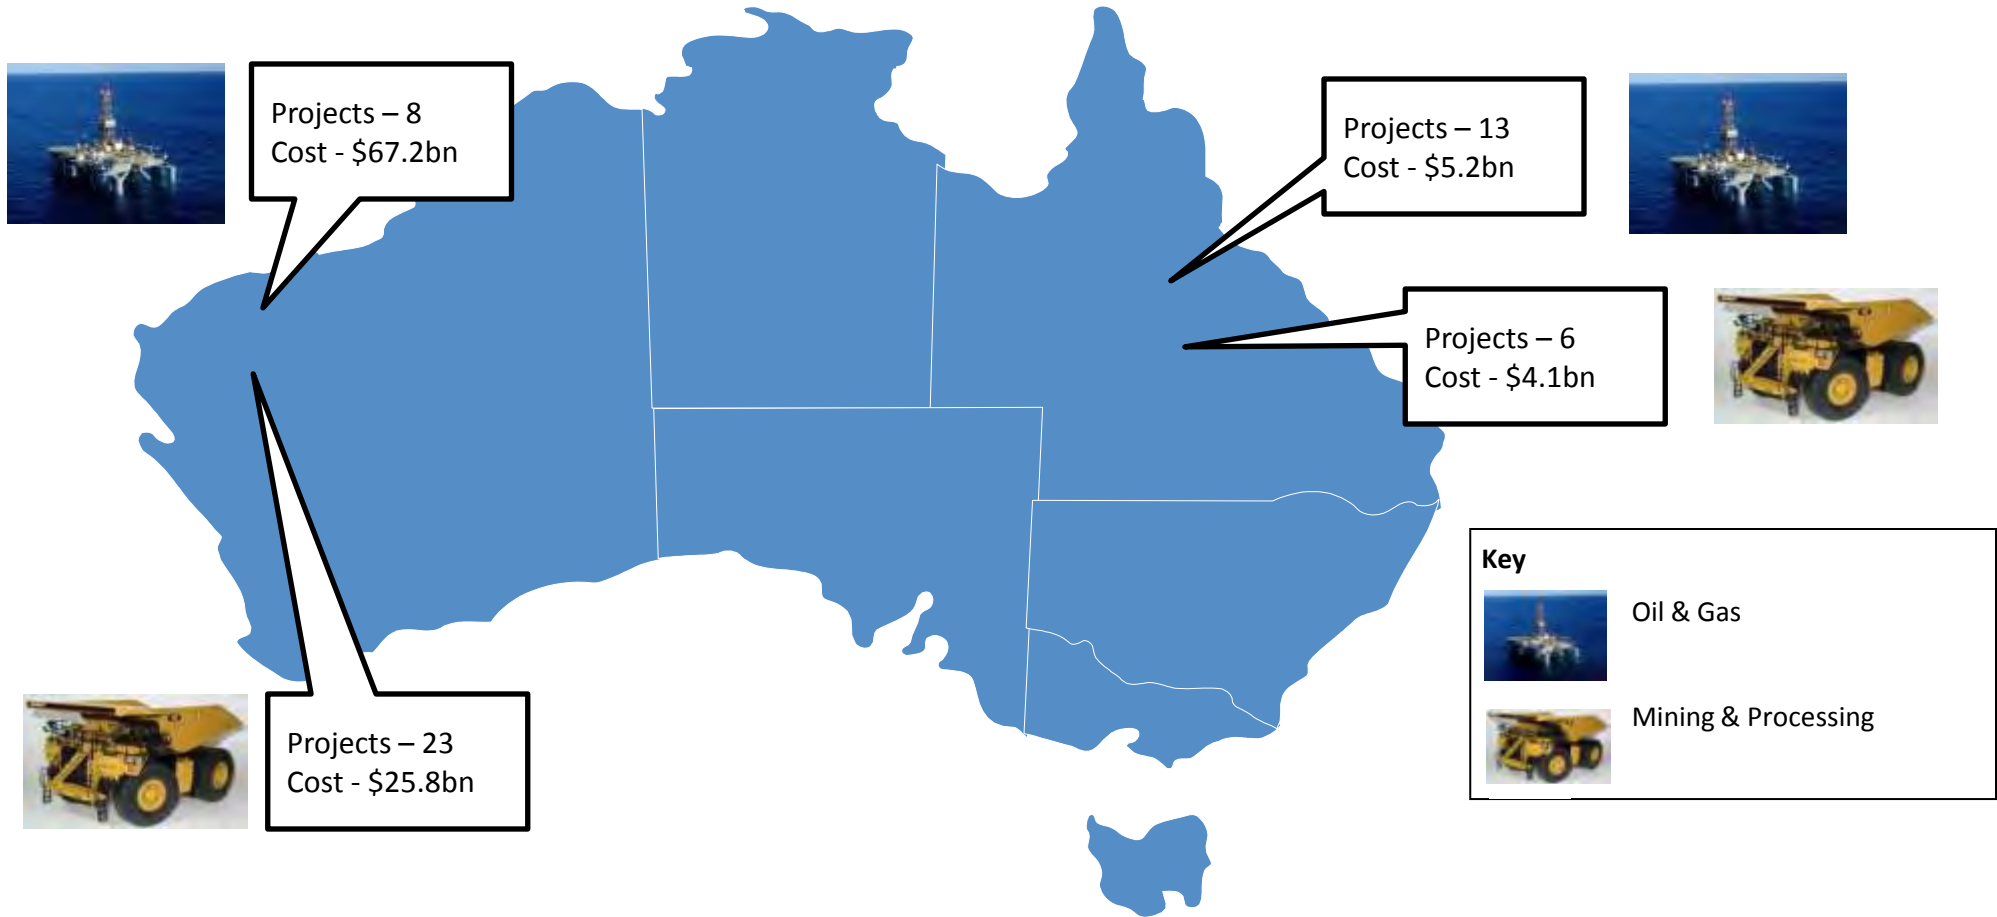 Projects – 8
Cost - $67.2bn
Projects – 13
Cost - $5.2bn
Projects – 6
Cost - $4.1bn
Projects – 23
Cost - $25.8bn
Key
Oil & Gas
Mining & Processing